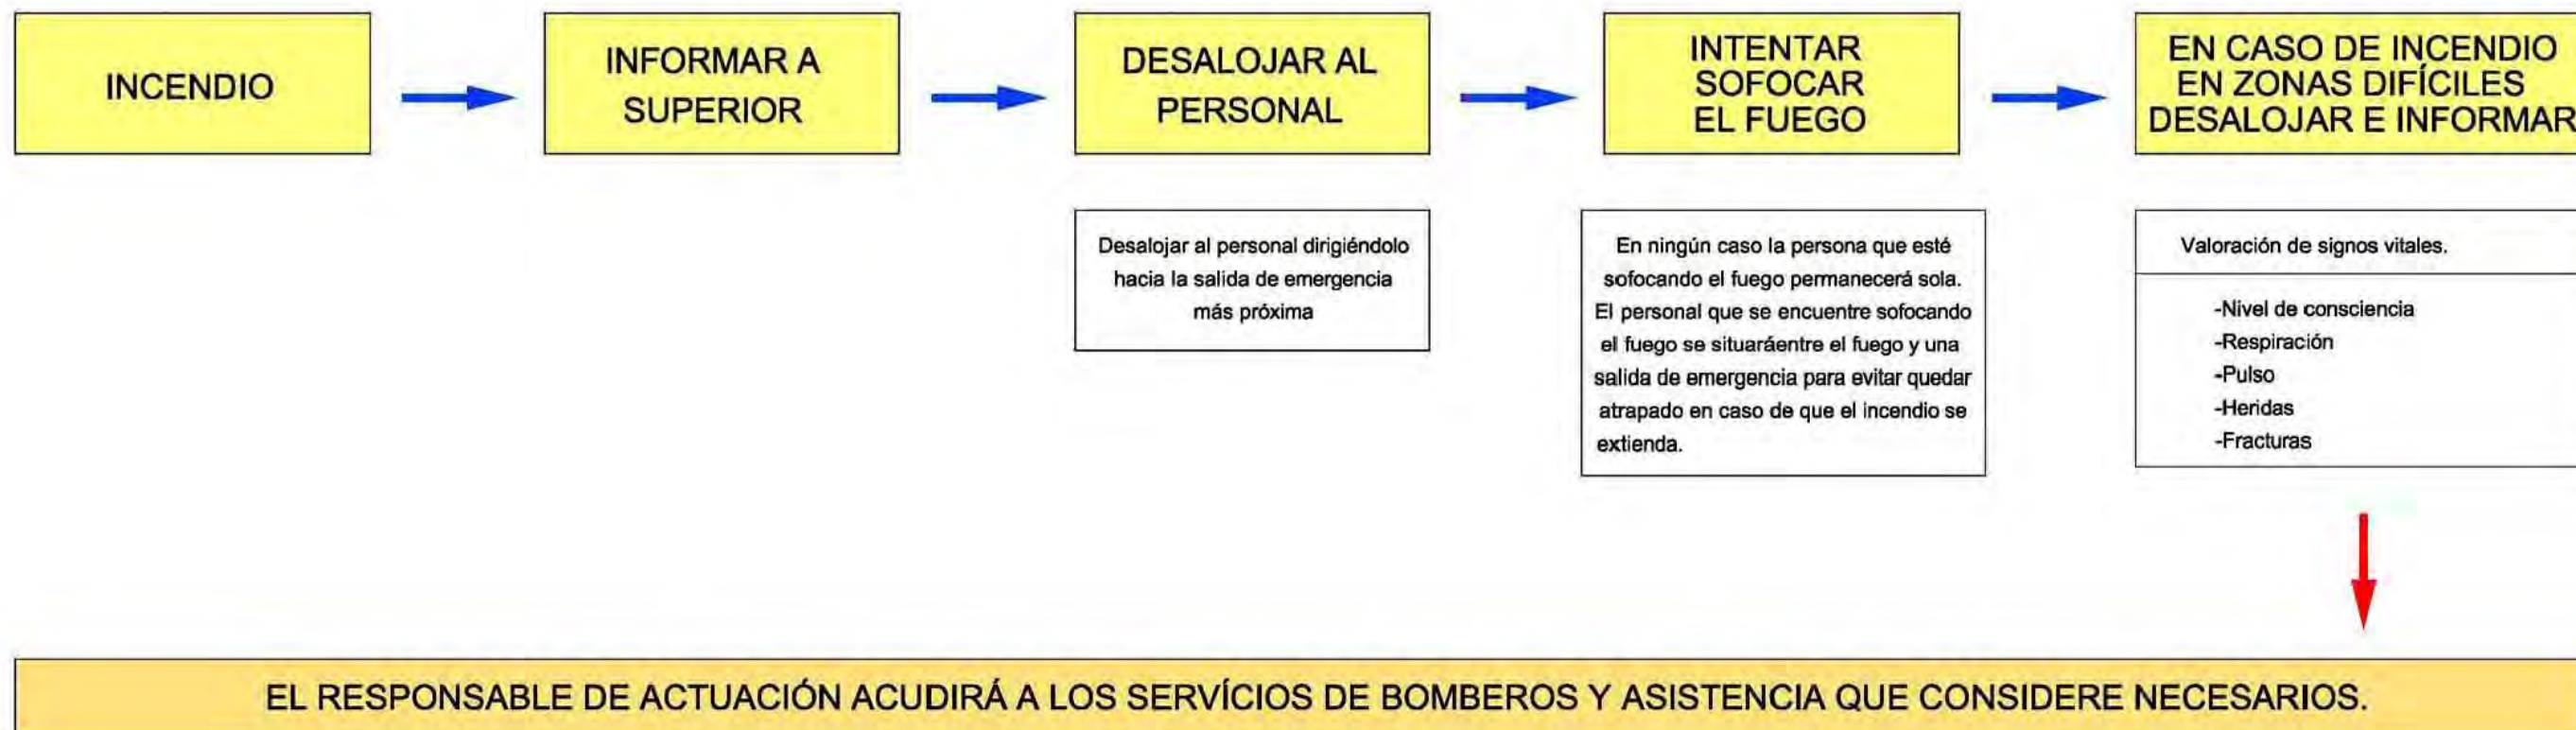 INCENDIO
INFORMAR A
SUPERIOR
DESALOJAR AL
PERSONAL
INTENTAR
SOFOCAR
EL FUEGO
EN CASO DE INCENDIO
EN ZONAS DIFÍCILES
DESALOJAR E INFORMAR
Desalojar al personal dirigiéndolo
hacia la salida de emergencia
más próxima
En ningún caso la persona que esté
sofocando el fuego permanecerá sola.
El personal que se encuentre sofocando
el fuego se situaráentre el fuego y una
salida de emergencia para evitar quedar
atrapado en caso de que el incendio se
extienda.
Valoración de signos vitales.
-Nivel de consciencia
-Respiración
-Pulso
-Heridas
-Fracturas
EL RESPONSABLE DE ACTUACIÓN ACUDIRÁ A LOS SERVÍCIOS DE BOMBEROS Y ASISTENCIA QUE CONSIDERE NECESARIOS.